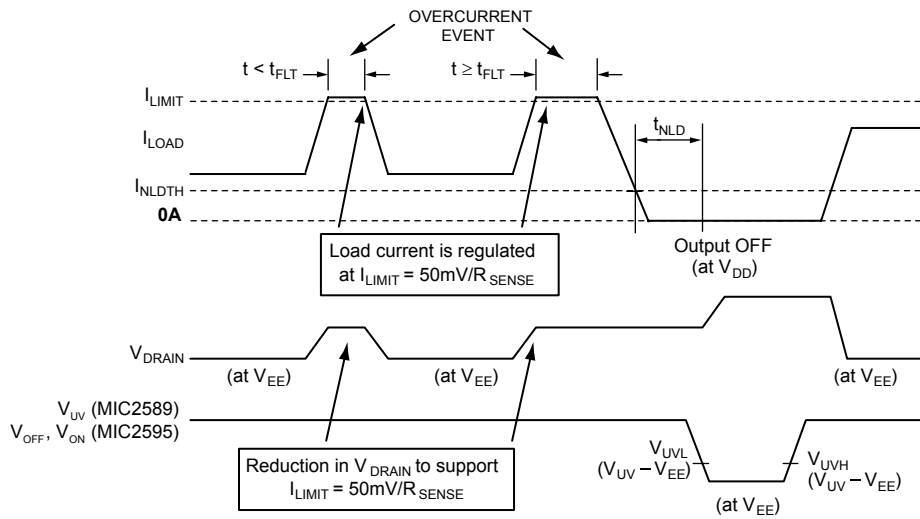 OVERCURRENT
EVENT
t < tFLT
t ≥ tFLT
ILIMIT
tNLD
ILOAD
INLDTH
0A
Load current is regulated
at ILIMIT = 50mV/RSENSE
Output OFF
(at VDD)
VDRAIN
(at VEE)
(at VEE)
(at VEE)
VUV (MIC2589)
VOFF, VON (MIC2595)
Reduction in VDRAIN to support
ILIMIT = 50mV/RSENSE
VUVL
(VUV – VEE)
VUVH
(VUV – VEE)
(at VEE)